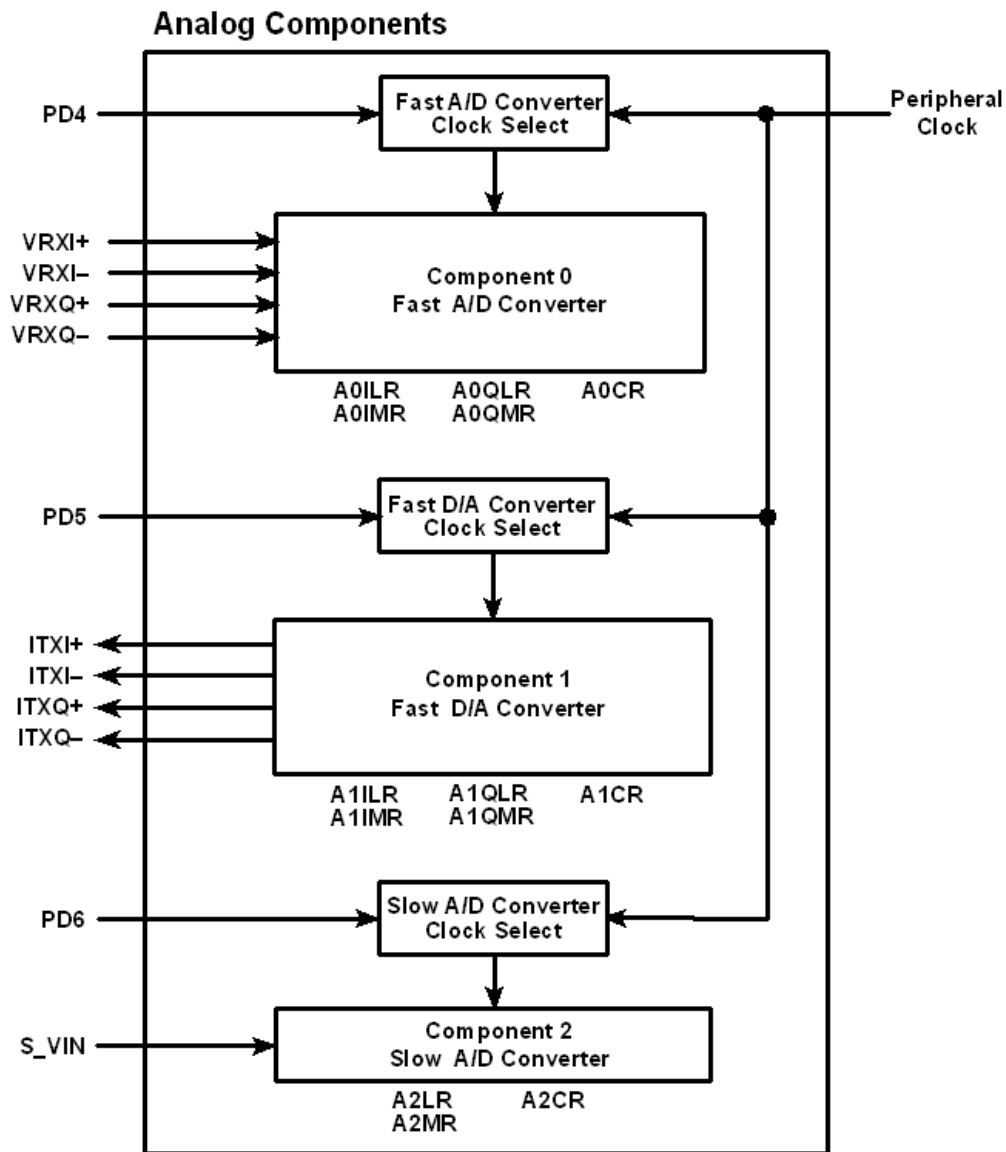 Analog Components
PD4
Fast A/D Converter
Clock Select
Peripheral
Clock
VRXI+
VRXI–
VRXQ+
VRXQ–
Component 0
Fast A/D Converter
A0ILR A0QLR A0CR
A0IMR A0QMR
PD5
Fast D/A Converter
Clock Select
ITXI+
ITXI–
ITXQ+
ITXQ–
Component 1
Fast D/A Converter
A1ILR A1QLR A1CR
A1IMR A1QMR
PD6
Slow A/D Converter
Clock Select
S_VIN
Component 2
Slow A/D Converter
A2LR A2CR
A2MR